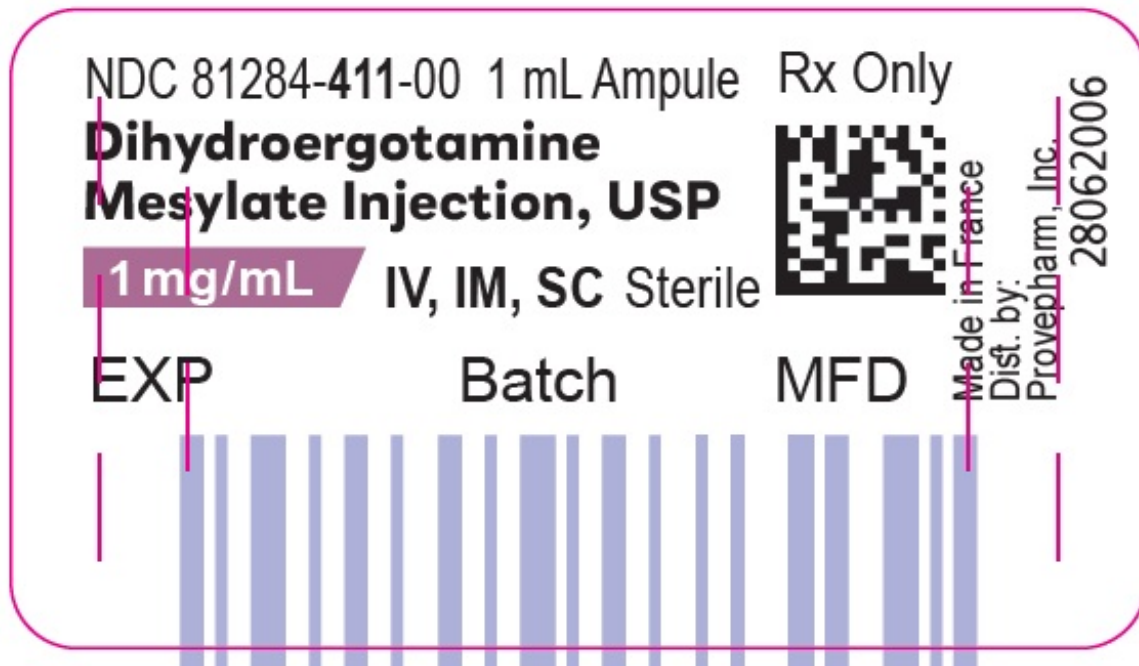 NDC 81284-411-00 1 mL Ampule
Rx Only
Dihydroergotamine
Mesylate Injection, USP
1 mg/mL
IV, IM, SC Sterile
EXP
Batch
MFD
Made in France
Dist. by:
Provepharm, Inc.
28062006